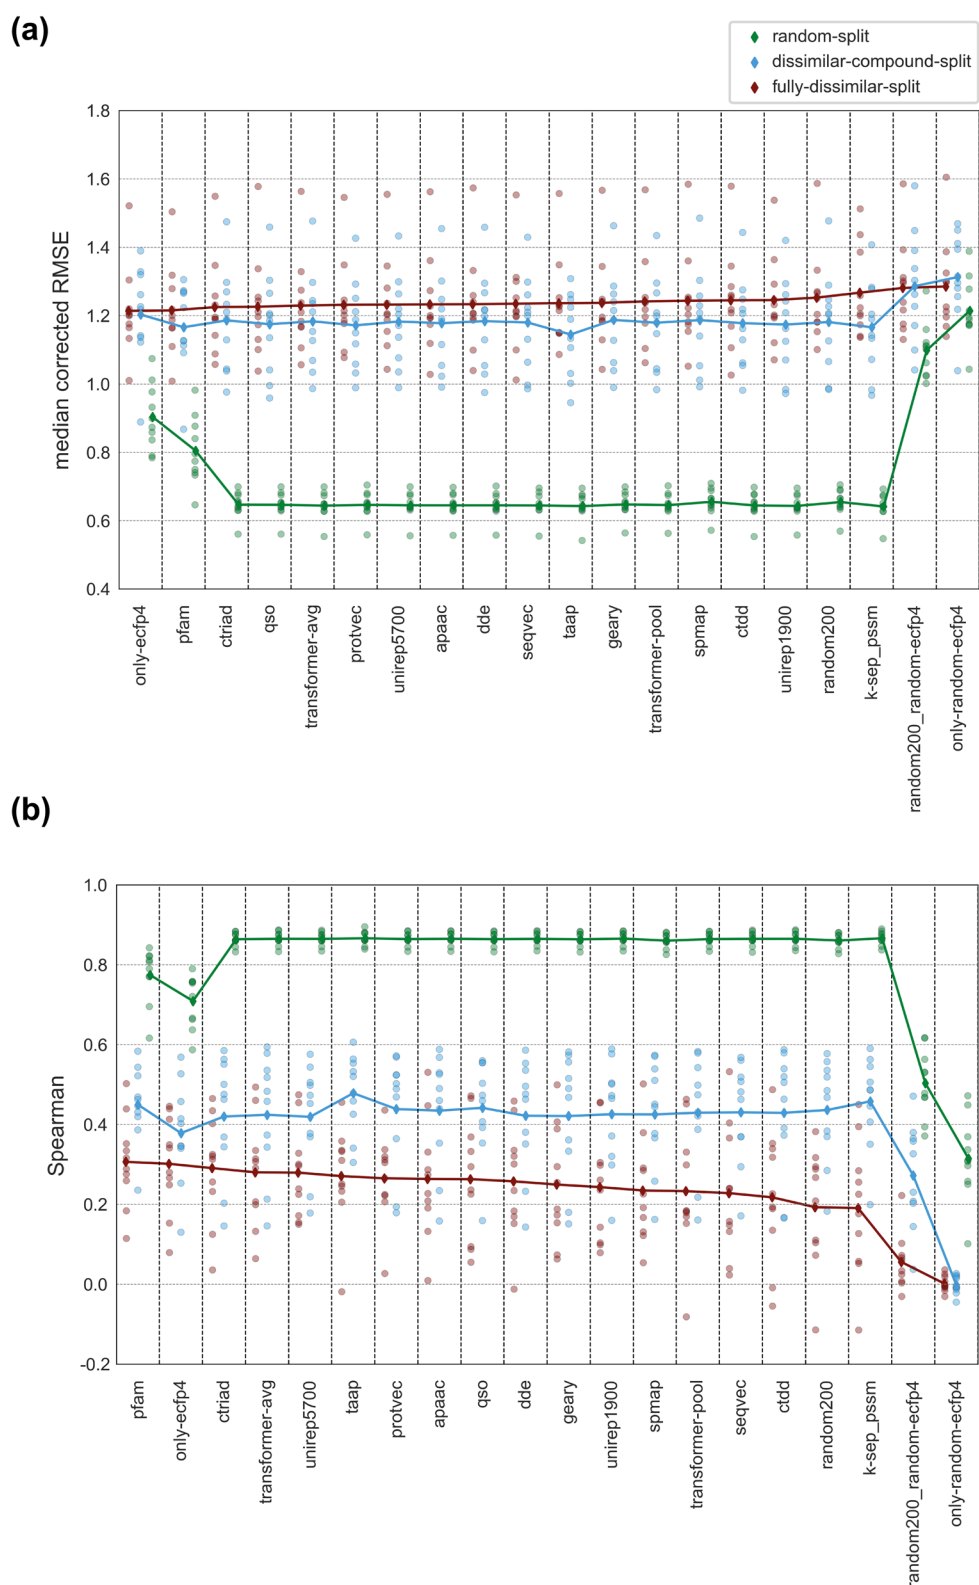 (a)
random-split
dissimilar-compound-split
fully-dissimilar-split
1.8
1.6
1.4
1.2
1.0
0.8
0.6
0.4
median corrected RMSE
only-ecfp4
pfam
ctriad
qso
transformer-avg
protvec
unirep5700
apaac
dde
seqvec
taap
geary
transformer-pool
spmap
ctdd
unirep1900
random200
k-sep_pssm
random200_random-ecfp4
only-random-ecfp4
(b)
1.0
0.8
0.6
0.4
0.2
0.0
-0.2
Spearman
pfam
only-ecfp4
ctriad
transformer-avg
unirep5700
taap
protvec
apaac
qso
dde
geary
unirep1900
spmap
transformer-pool
seqvec
ctdd
random200
k-sep_pssm
random200_random-ecfp4
only-random-ecfp4